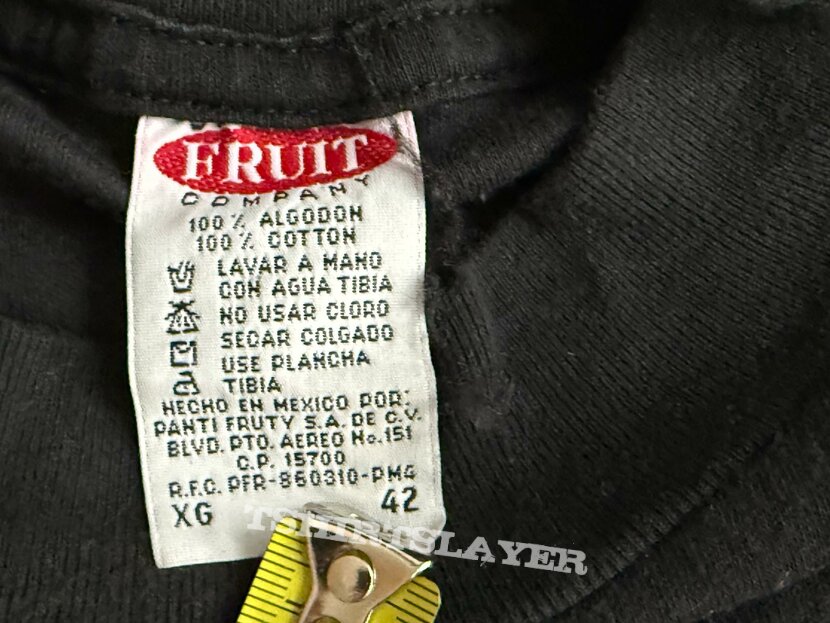 FRUIT
COMPANY
100% ALGODON
100% COTTON
LAVAR A MANO
CON AGUA TIBIA
NO USAR CLORO
SECAR COLGADO
USE PLANCHA
TIBIA
HECHO EN MEXICO POR:
PANTI FRUTY S.A. DE C.V.
BLVD. PTO. AEREO No.151
C.P. 15700
R.F.C. PFR-860310-PM4
XG 42
TSHIRTSLAYER